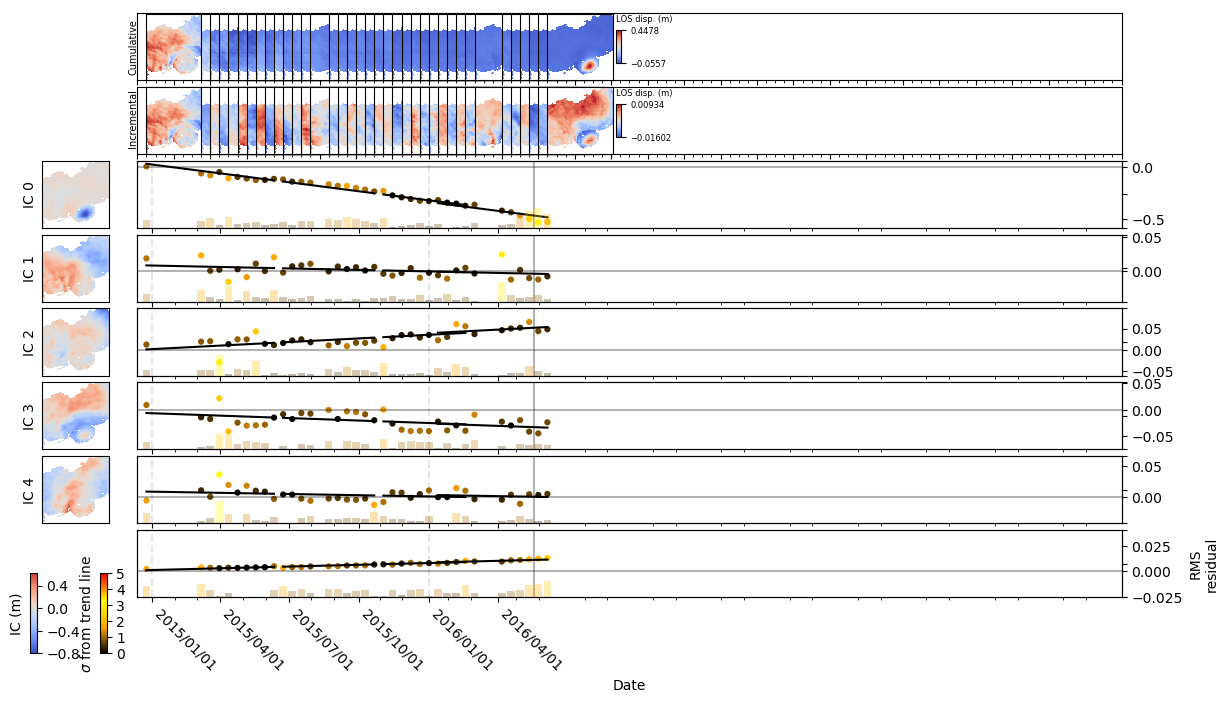 Cumulative
LOS disp. (m)
0.4478
−0.0557
Incremental
LOS disp. (m)
0.00934
−0.01602
IC 0
0.0
−0.5
IC 1
0.05
0.00
IC 2
0.05
0.00
−0.05
IC 3
0.05
0.00
−0.05
IC 4
0.05
0.00
0.025
0.000
−0.025
RMS
residual
IC (m)
0.4
0.0
−0.4
−0.8
σ from trend line
5
4
3
2
1
0
2015/01/01
2015/04/01
2015/07/01
2015/10/01
2016/01/01
2016/04/01
Date